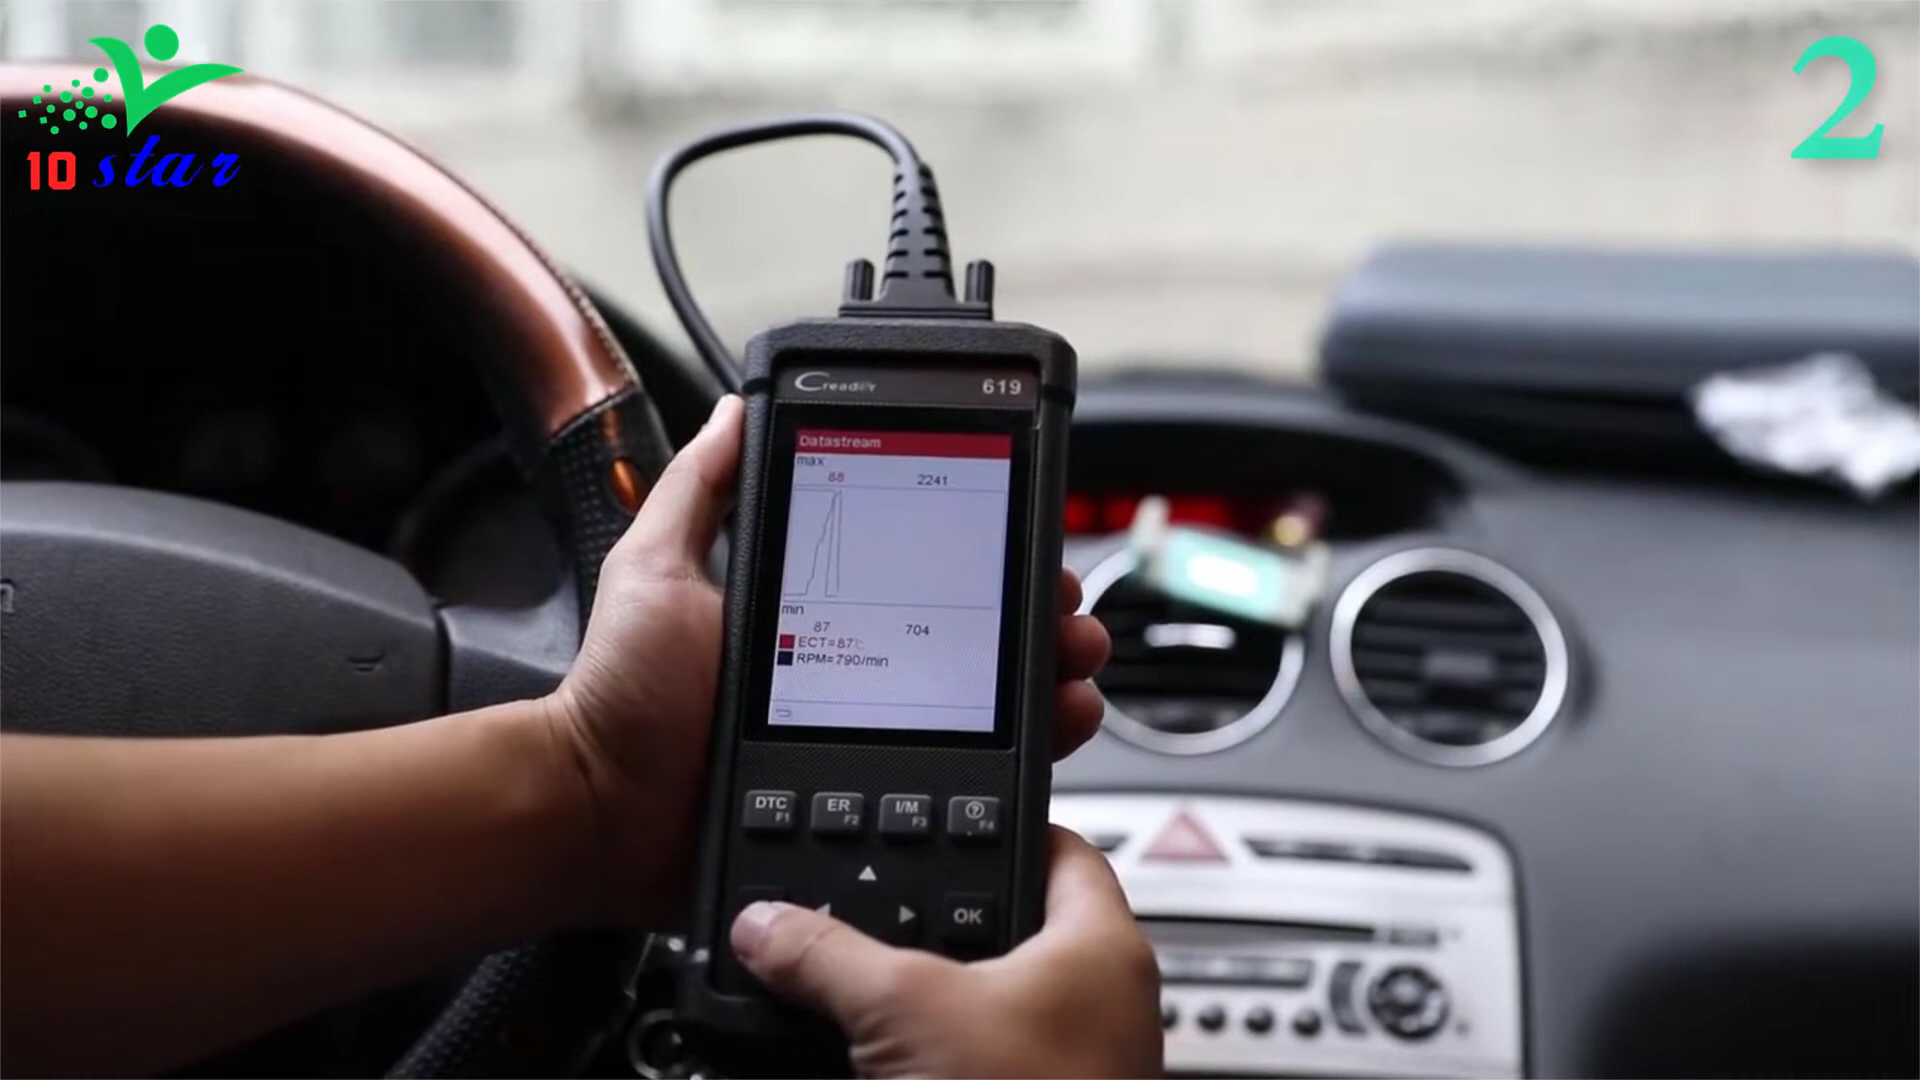 10 star
2
Creader 619
Datastream
max
88 2241
min
87 704
ECT=87℃
RPM=790/min
DTC F1
ER F2
I/M F3
? F4
OK